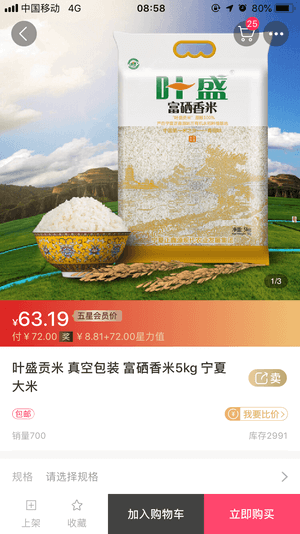 中国移动 4G 08:58 80%
25
叶盛
富硒香米
1/3
¥63.19 五星会员价
付¥72.00 奖 ¥8.81+72.00星力值
叶盛贡米 真空包装 富硒香米5kg 宁夏
大米
卖
包邮
我要比价>
销量700 库存2991
规格 请选择规格
上架 收藏 加入购物车 立即购买